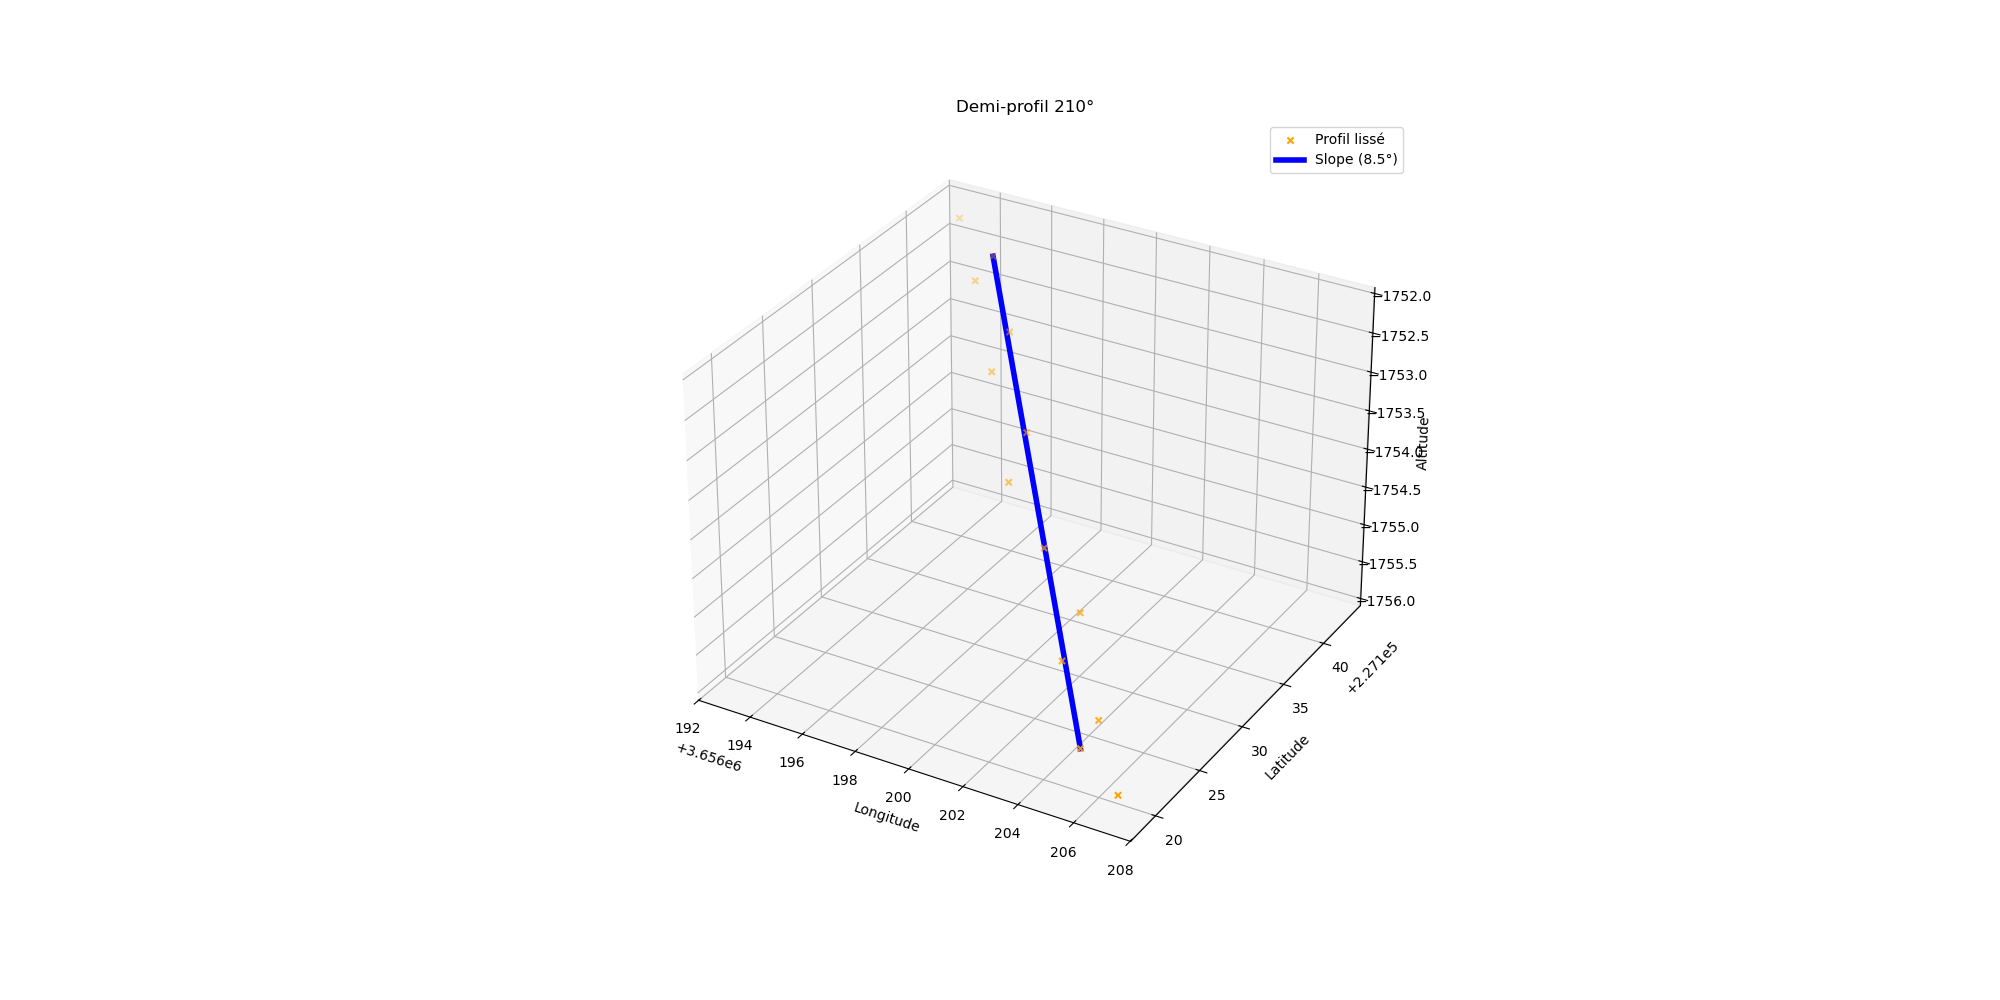 Demi-profil 210°
Profil lissé
Slope (8.5°)
−1752.0
−1752.5
−1753.0
−1753.5
−1754.0
−1754.5
−1755.0
−1755.5
−1756.0
Altitude
192
194
196
198
200
202
204
206
208
+3.656e6
Longitude
20
25
30
35
40
+2.271e5
Latitude